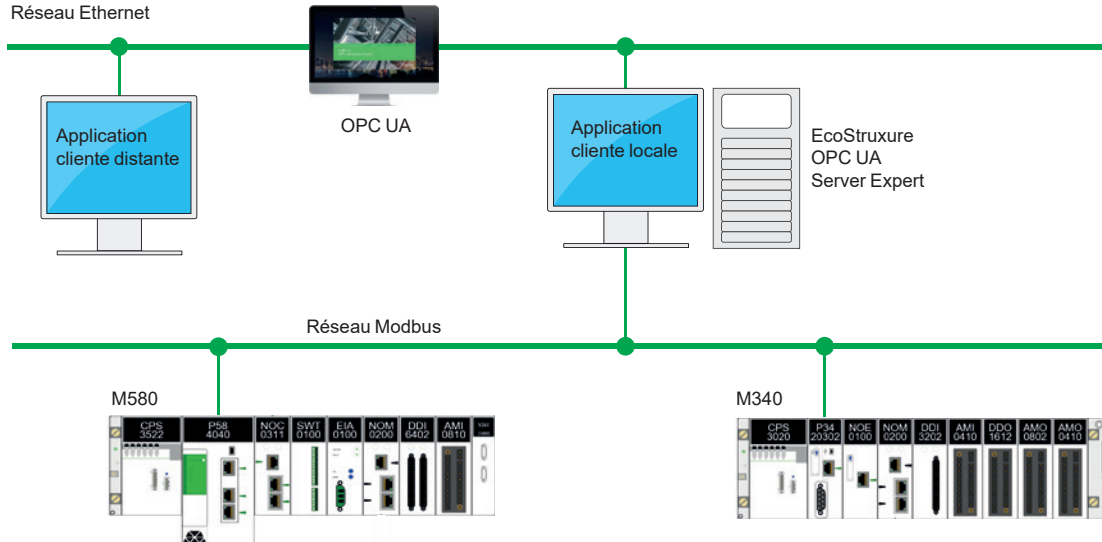 Réseau Ethernet
OPC UA
Application
cliente distante
Application
cliente locale
EcoStruxure
OPC UA
Server Expert
Réseau Modbus
M580
CPS
3522
P58
4040
NOC
0311
SWT
0100
EIA
0100
NOM
0200
DDI
6402
AMI
0810
M340
CPS
3020
P34
20302
NOE
0100
NOM
0200
DDI
3202
AMI
0410
DDO
1612
AMO
0802
AMO
0410